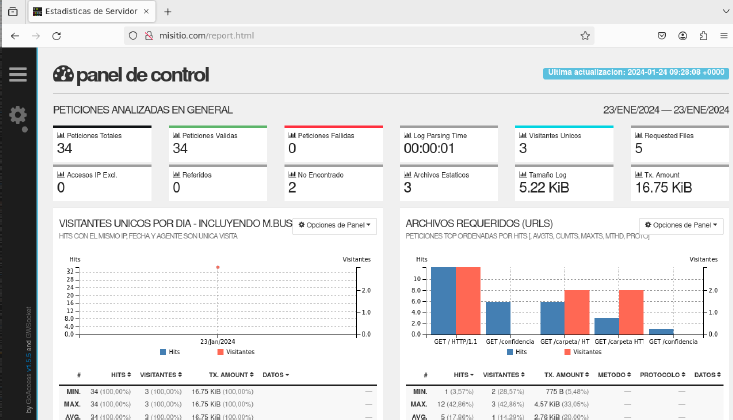 Estadisticas de Servidor
misitio.com/report.html
panel de control
Ultima actualizacion: 2024-01-24 09:28:08 +0000
PETICIONES ANALIZADAS EN GENERAL
23/ENE/2024 — 23/ENE/2024
Peticiones Totales
34
Peticiones Validas
34
Peticiones Fallidas
0
Log Parsing Time
00:00:01
Visitantes Unicos
3
Requested Files
5
Accesos IP Excl.
0
Referidos
0
No Encontrado
2
Archivos Estaticos
3
Tamaño Log
5.22 KiB
Tx. Amount
16.75 KiB
VISITANTES UNICOS POR DIA - INCLUYENDO M.BUS
Opciones de Panel
HITS CON EL MISMO IP, FECHA Y AGENTE SON UNICA VISITA
Hits
Visitantes
32
28
24
20
16
12
8.0
4.0
0.0
2.0
1.0
0.0
23/Jan/2024
Hits
Visitantes
# HITS VISITANTES TX. AMOUNT DATOS
MIN. 34 (100,00%) 3 (100,00%) 16.75 KiB (100,00%) —
MAX. 34 (100,00%) 3 (100,00%) 16.75 KiB (100,00%) —
AVG. 34 (100,00%) 3 (100,00%) 16.75 KiB (100,00%) —
ARCHIVOS REQUERIDOS (URLS)
Opciones de Panel
PETICIONES TOP ORDENADAS POR HITS [, AVGTS, CUMTS, MAXTS, MTHD, PROTO]
Hits
Visitantes
10
8.0
6.0
4.0
2.0
0.0
2.0
1.0
0.0
GET / HTTP/1.1
GET /confidencia
GET /carpeta/ HT
GET /carpeta HT
GET /confidencia
Hits
Visitantes
# HITS VISITANTES TX. AMOUNT METODO PROTOCOLO DATOS
MIN. 1 (3,57%) 2 (28,57%) 775 B (5,48%) — — —
MAX. 12 (42,86%) 3 (42,86%) 4.57 KiB (33,05%) — — —
AVG. 5 (17,86%) 1 (14,29%) 2.76 KiB (20,00%) — — —
by GoAccess v1.5.5 and GWSocket